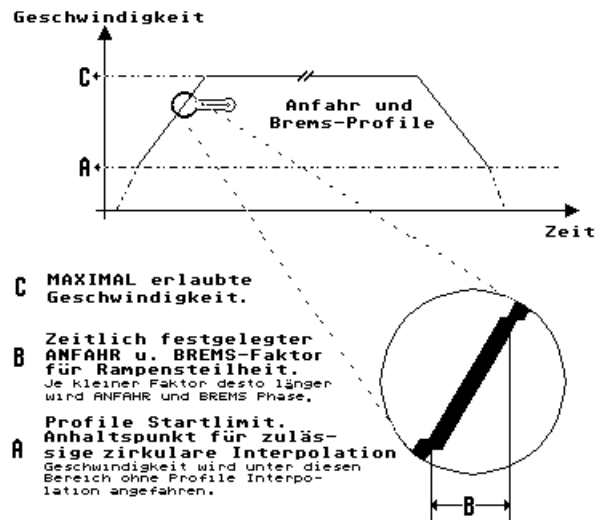 Geschwindigkeit
C
Anfahr und
Brems-Profile
A
Zeit
C MAXIMAL erlaubte
Geschwindigkeit.
B Zeitlich festgelegter
ANFAHR u. BREMS-Faktor
für Rampensteilheit.
Je kleiner Faktor desto länger
wird ANFAHR und BREMS Phase.
A Profile Startlimit.
Anhaltspunkt für zuläs-
sige zirkulare Interpolation
Geschwindigkeit wird unter diesen
Bereich ohne Profile Interpo-
lation angefahren.
B